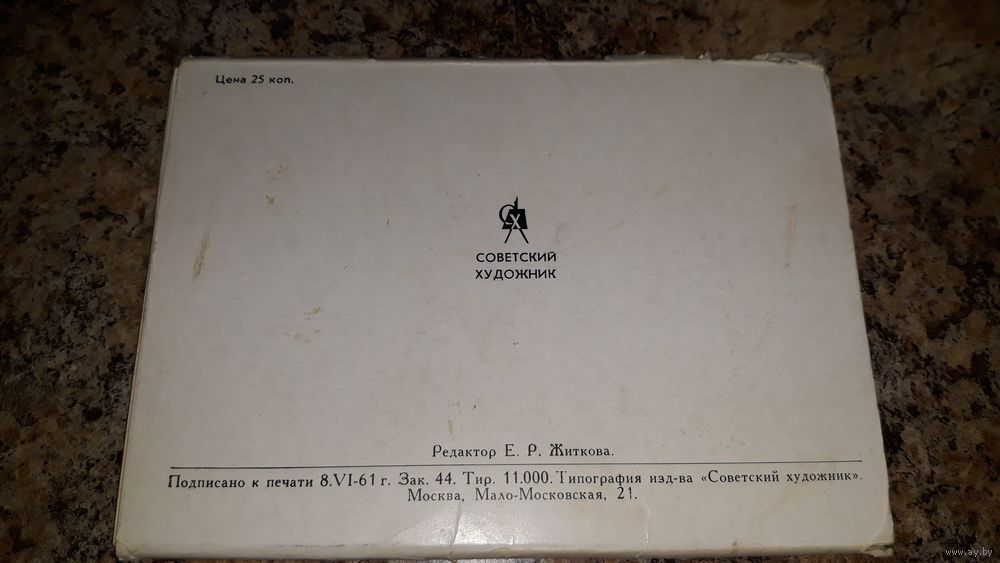 Цена 25 коп.
СХ
СОВЕТСКИЙ
ХУДОЖНИК
Редактор Е. Р. Житкова.
Подписано к печати 8.VI-61 г. Зак. 44. Тир. 11.000. Типография изд-ва «Советский художник».
Москва, Мало-Московская, 21.
www.ay.by